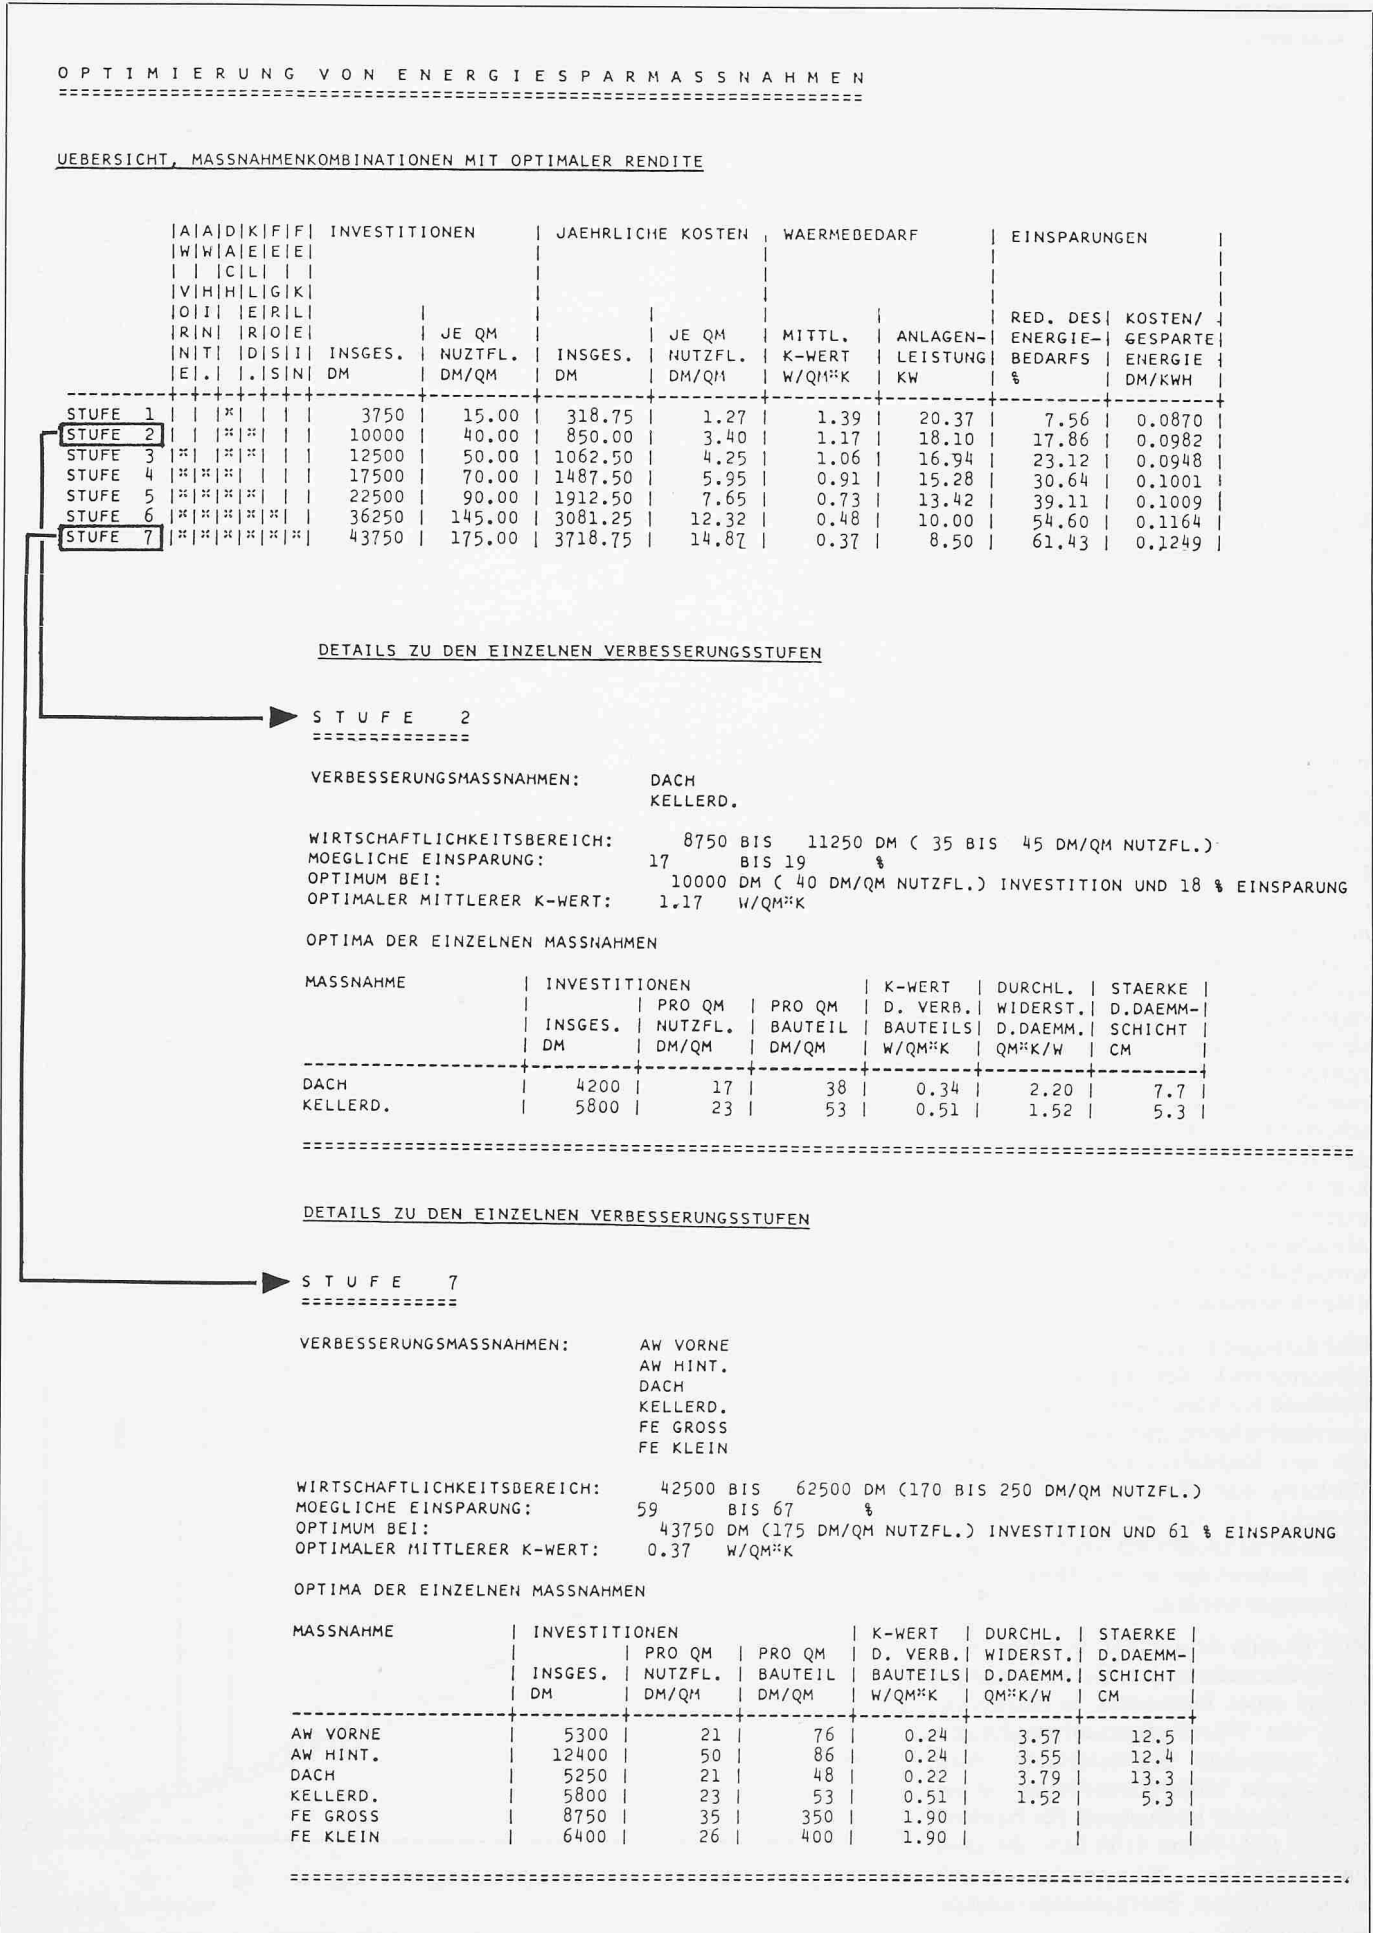 O P T I M I E R U N G   V O N   E N E R G I E S P A R M A S S N A H M E N
=========================================================================
UEBERSICHT, MASSNAHMENKOMBINATIONEN MIT OPTIMALER RENDITE
|A|A|D|K|F|F| INVESTITIONEN | JAEHRLICHE KOSTEN | WAERMEBEDARF | EINSPARUNGEN |
|W|W|A|E|E|E| | | | |
| | |C|L| | | | | | |
|V|H|H|L|G|K| | | | |
|O|I| |E|R|L| | | | | | | RED. DES| KOSTEN/ |
|R|N| |R|O|E| | JE QM | | JE QM | MITTL. | ANLAGEN-| ENERGIE-| GESPARTE|
|N|T| |D|S|I| INSGES. | NUZTFL. | INSGES. | NUTZFL. | K-WERT | LEISTUNG| BEDARFS | ENERGIE |
|E|.| |.|S|N| DM | DM/QM | DM | DM/QM | W/QM*K | KW | % | DM/KWH |
STUFE 1 | | |*| | | | 3750 | 15.00 | 318.75 | 1.27 | 1.39 | 20.37 | 7.56 | 0.0870 |
STUFE 2 | | |*|*| | | 10000 | 40.00 | 850.00 | 3.40 | 1.17 | 18.10 | 17.86 | 0.0982 |
STUFE 3 |*| |*|*| | | 12500 | 50.00 | 1062.50 | 4.25 | 1.06 | 16.94 | 23.12 | 0.0948 |
STUFE 4 |*|*|*| | | | 17500 | 70.00 | 1487.50 | 5.95 | 0.91 | 15.28 | 30.64 | 0.1001 |
STUFE 5 |*|*|*|*| | | 22500 | 90.00 | 1912.50 | 7.65 | 0.73 | 13.42 | 39.11 | 0.1009 |
STUFE 6 |*|*|*|*|*| | 36250 | 145.00 | 3081.25 | 12.32 | 0.48 | 10.00 | 54.60 | 0.1164 |
STUFE 7 |*|*|*|*|*|*| 43750 | 175.00 | 3718.75 | 14.87 | 0.37 | 8.50 | 61.43 | 0.1249 |
DETAILS ZU DEN EINZELNEN VERBESSERUNGSSTUFEN
S T U F E   2
==============
VERBESSERUNGSMASSNAHMEN: DACH
KELLERD.
WIRTSCHAFTLICHKEITSBEREICH: 8750 BIS 11250 DM ( 35 BIS 45 DM/QM NUTZFL.)
MOEGLICHE EINSPARUNG: 17 BIS 19 %
OPTIMUM BEI: 10000 DM ( 40 DM/QM NUTZFL.) INVESTITION UND 18 % EINSPARUNG
OPTIMALER MITTLERER K-WERT: 1.17 W/QM*K
OPTIMA DER EINZELNEN MASSNAHMEN
MASSNAHME | INVESTITIONEN | K-WERT | DURCHL. | STAERKE |
| | PRO QM | PRO QM | D. VERB.| WIDERST.| D.DAEMM-|
| INSGES. | NUTZFL. | BAUTEIL | BAUTEILS| D.DAEMM.| SCHICHT |
| DM | DM/QM | DM/QM | W/QM*K | QM*K/W | CM |
DACH | 4200 | 17 | 38 | 0.34 | 2.20 | 7.7 |
KELLERD. | 5800 | 23 | 53 | 0.51 | 1.52 | 5.3 |
=========================================================================
DETAILS ZU DEN EINZELNEN VERBESSERUNGSSTUFEN
S T U F E   7
==============
VERBESSERUNGSMASSNAHMEN: AW VORNE
AW HINT.
DACH
KELLERD.
FE GROSS
FE KLEIN
WIRTSCHAFTLICHKEITSBEREICH: 42500 BIS 62500 DM (170 BIS 250 DM/QM NUTZFL.)
MOEGLICHE EINSPARUNG: 59 BIS 67 %
OPTIMUM BEI: 43750 DM (175 DM/QM NUTZFL.) INVESTITION UND 61 % EINSPARUNG
OPTIMALER MITTLERER K-WERT: 0.37 W/QM*K
OPTIMA DER EINZELNEN MASSNAHMEN
MASSNAHME | INVESTITIONEN | K-WERT | DURCHL. | STAERKE |
| | PRO QM | PRO QM | D. VERB.| WIDERST.| D.DAEMM-|
| INSGES. | NUTZFL. | BAUTEIL | BAUTEILS| D.DAEMM.| SCHICHT |
| DM | DM/QM | DM/QM | W/QM*K | QM*K/W | CM |
AW VORNE | 5300 | 21 | 76 | 0.24 | 3.57 | 12.5 |
AW HINT. | 12400 | 50 | 86 | 0.24 | 3.55 | 12.4 |
DACH | 5250 | 21 | 48 | 0.22 | 3.79 | 13.3 |
KELLERD. | 5800 | 23 | 53 | 0.51 | 1.52 | 5.3 |
FE GROSS | 8750 | 35 | 350 | 1.90 | | |
FE KLEIN | 6400 | 26 | 400 | 1.90 | | |
=========================================================================